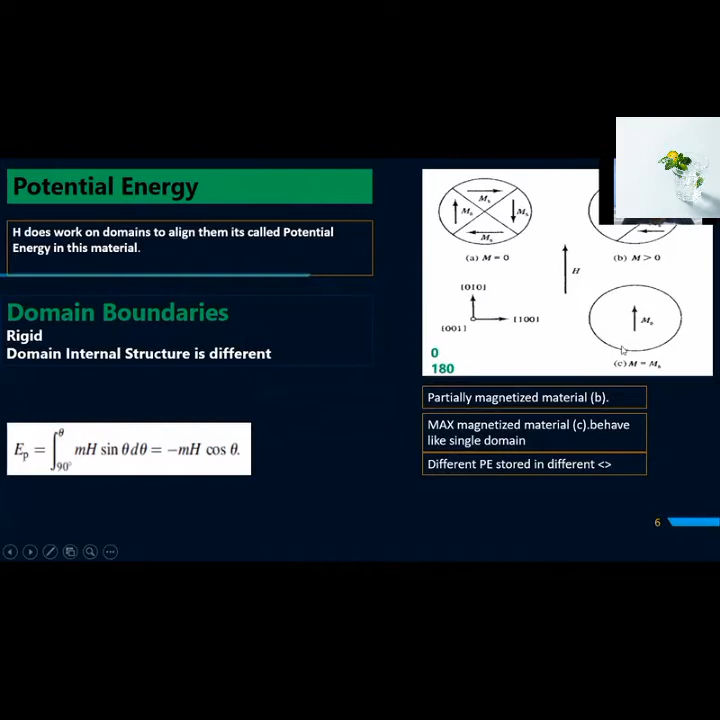 Potential Energy
H does work on domains to align them its called Potential
Energy in this material.
Domain Boundaries
Rigid
Domain Internal Structure is different
Eₚ = ∫₉₀°^θ mH sin θ dθ = −mH cos θ.
Mₛ
Mₛ
Mₛ
Mₛ
(a) M = 0
(b) M > 0
H
[010]
[100]
[001]
Mₛ
(c) M = Mₛ
0
180
Partially magnetized material (b).
MAX magnetized material (c).behave
like single domain
Different PE stored in different <>
6